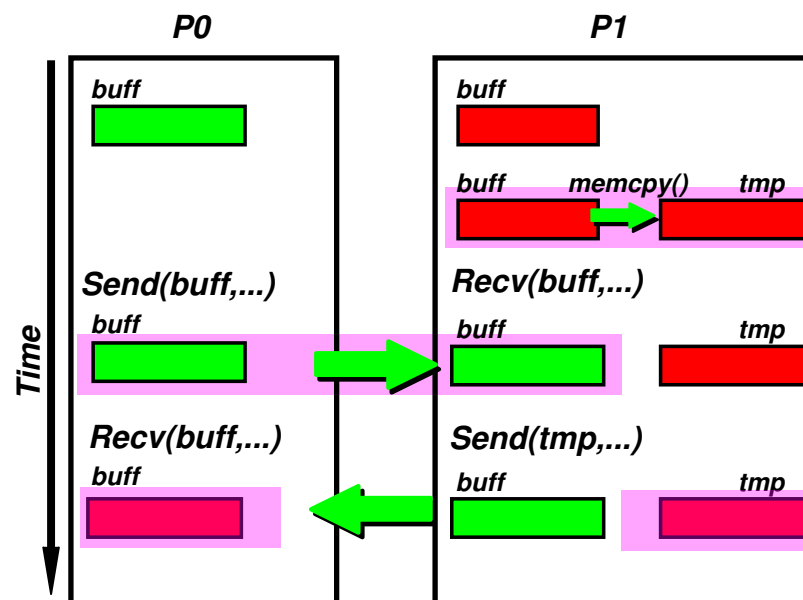 P0
P1
Time
buff
buff
buff
memcpy()
tmp
Send(buff,...)
Recv(buff,...)
buff
buff
tmp
Recv(buff,...)
Send(tmp,...)
buff
buff
tmp